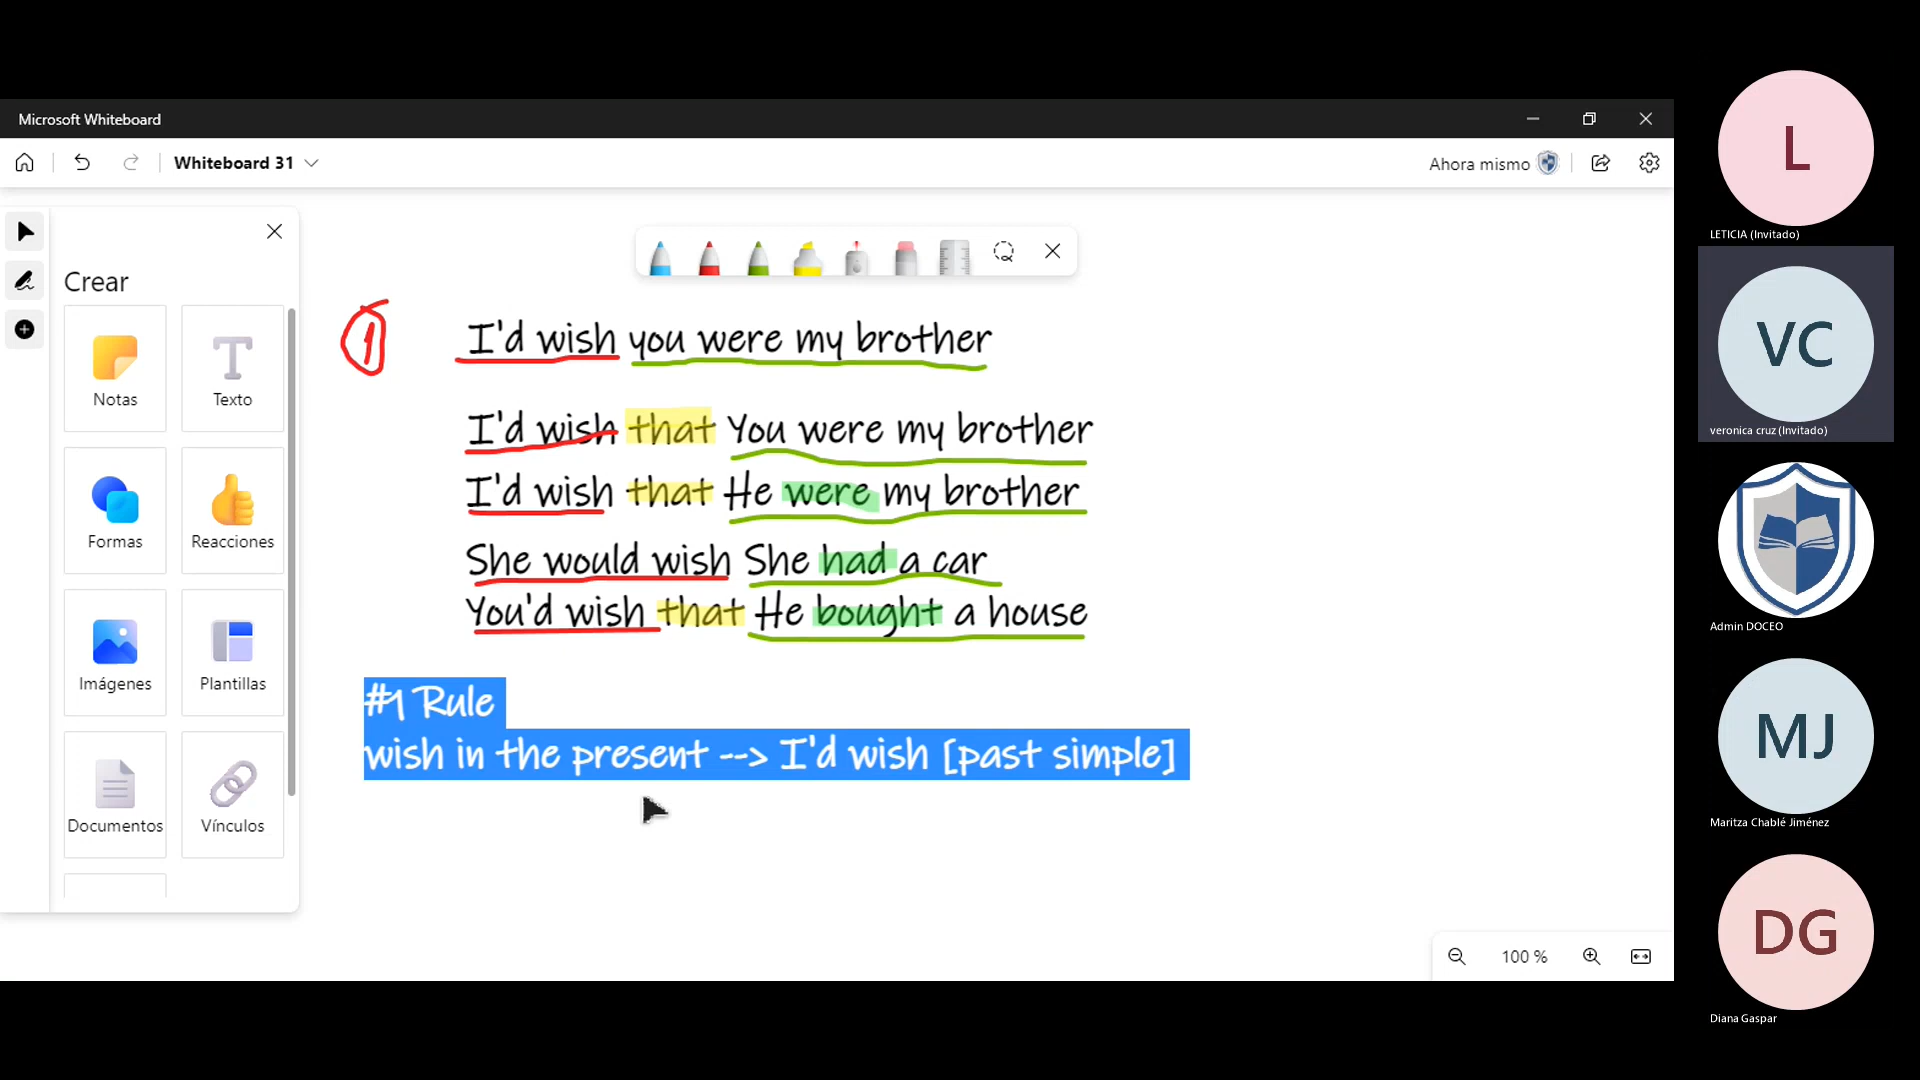 Microsoft Whiteboard
Whiteboard 31
Ahora mismo
Crear
Notas
Texto
Formas
Reacciones
Imágenes
Plantillas
Documentos
Vínculos
1
I'd wish you were my brother
I'd wish that You were my brother
I'd wish that He were my brother
She would wish She had a car
You'd wish that He bought a house
#1 Rule
wish in the present --> I'd wish [past simple]
100 %
L
LETICIA (Invitado)
VC
veronica cruz (Invitado)
Admin DOCEO
MJ
Maritza Chablé Jiménez
DG
Diana Gaspar